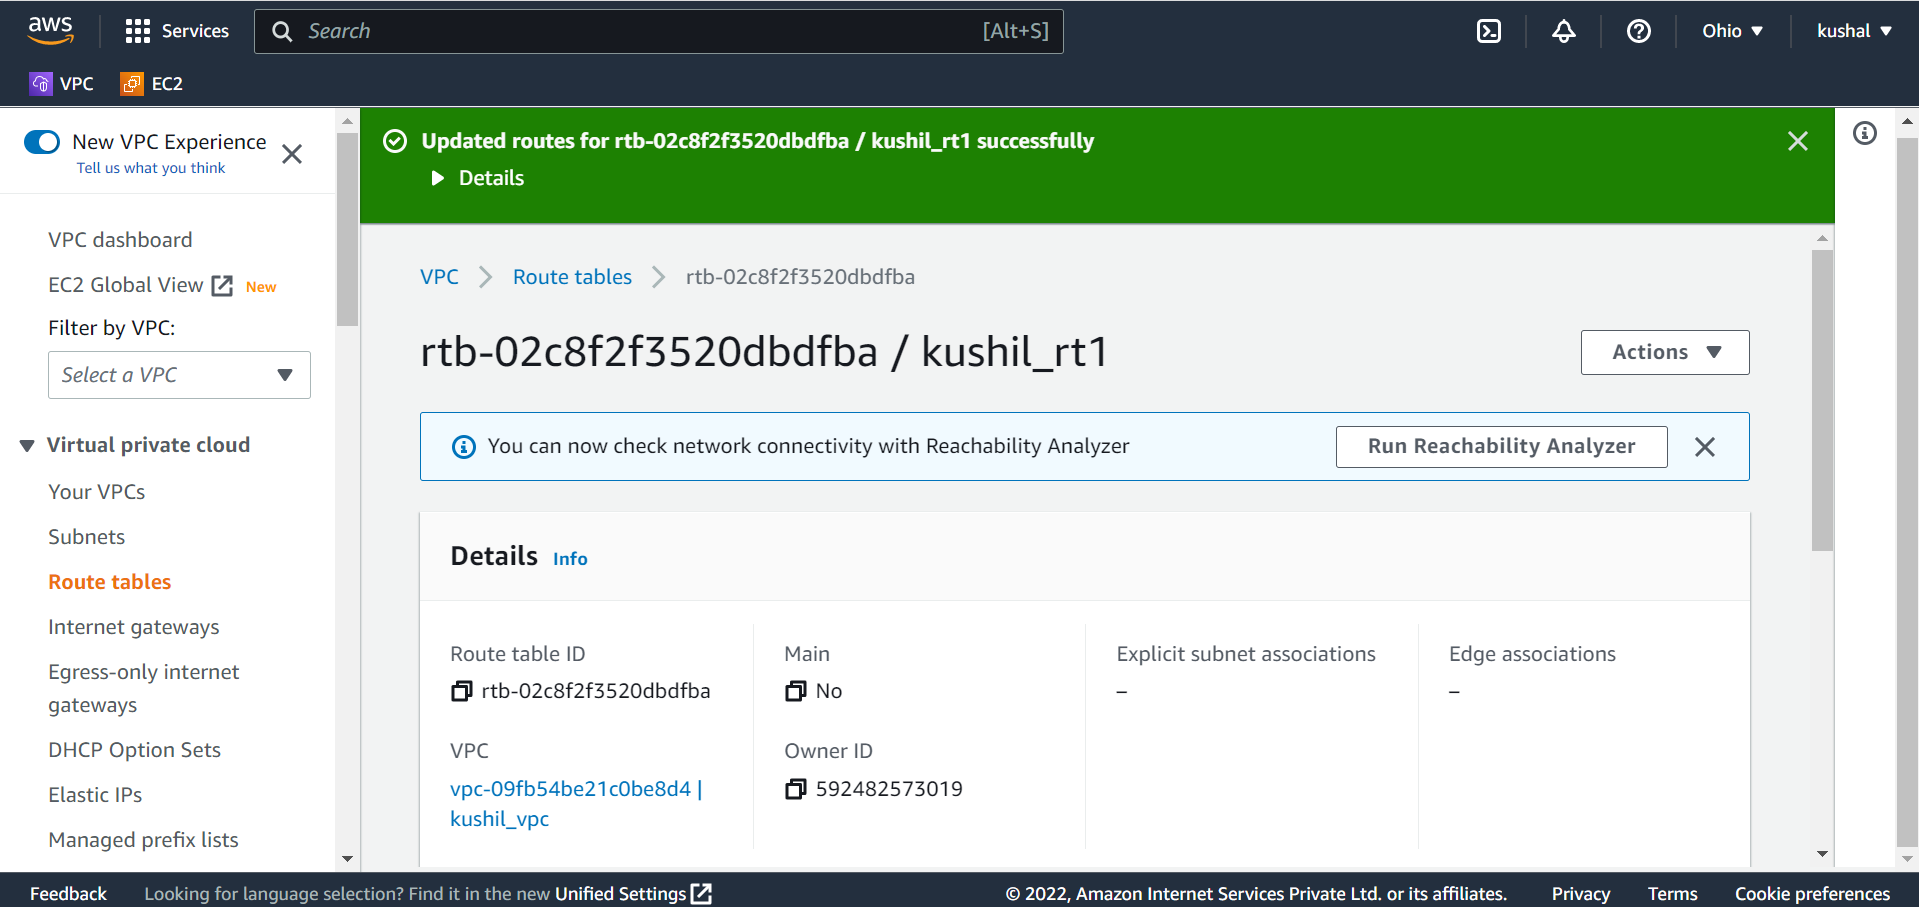 aws
Services
Search
[Alt+S]
Ohio
kushal
VPC
EC2
New VPC Experience
Tell us what you think
VPC dashboard
EC2 Global View New
Filter by VPC:
Select a VPC
Virtual private cloud
Your VPCs
Subnets
Route tables
Internet gateways
Egress-only internet
gateways
DHCP Option Sets
Elastic IPs
Managed prefix lists
Updated routes for rtb-02c8f2f3520dbdfba / kushil_rt1 successfully
Details
VPC
Route tables
rtb-02c8f2f3520dbdfba
rtb-02c8f2f3520dbdfba / kushil_rt1
Actions
You can now check network connectivity with Reachability Analyzer
Run Reachability Analyzer
Details Info
Route table ID
rtb-02c8f2f3520dbdfba
Main
No
Explicit subnet associations
–
Edge associations
–
VPC
vpc-09fb54be21c0be8d4 |
kushil_vpc
Owner ID
592482573019
Feedback
Looking for language selection? Find it in the new Unified Settings
© 2022, Amazon Internet Services Private Ltd. or its affiliates.
Privacy
Terms
Cookie preferences